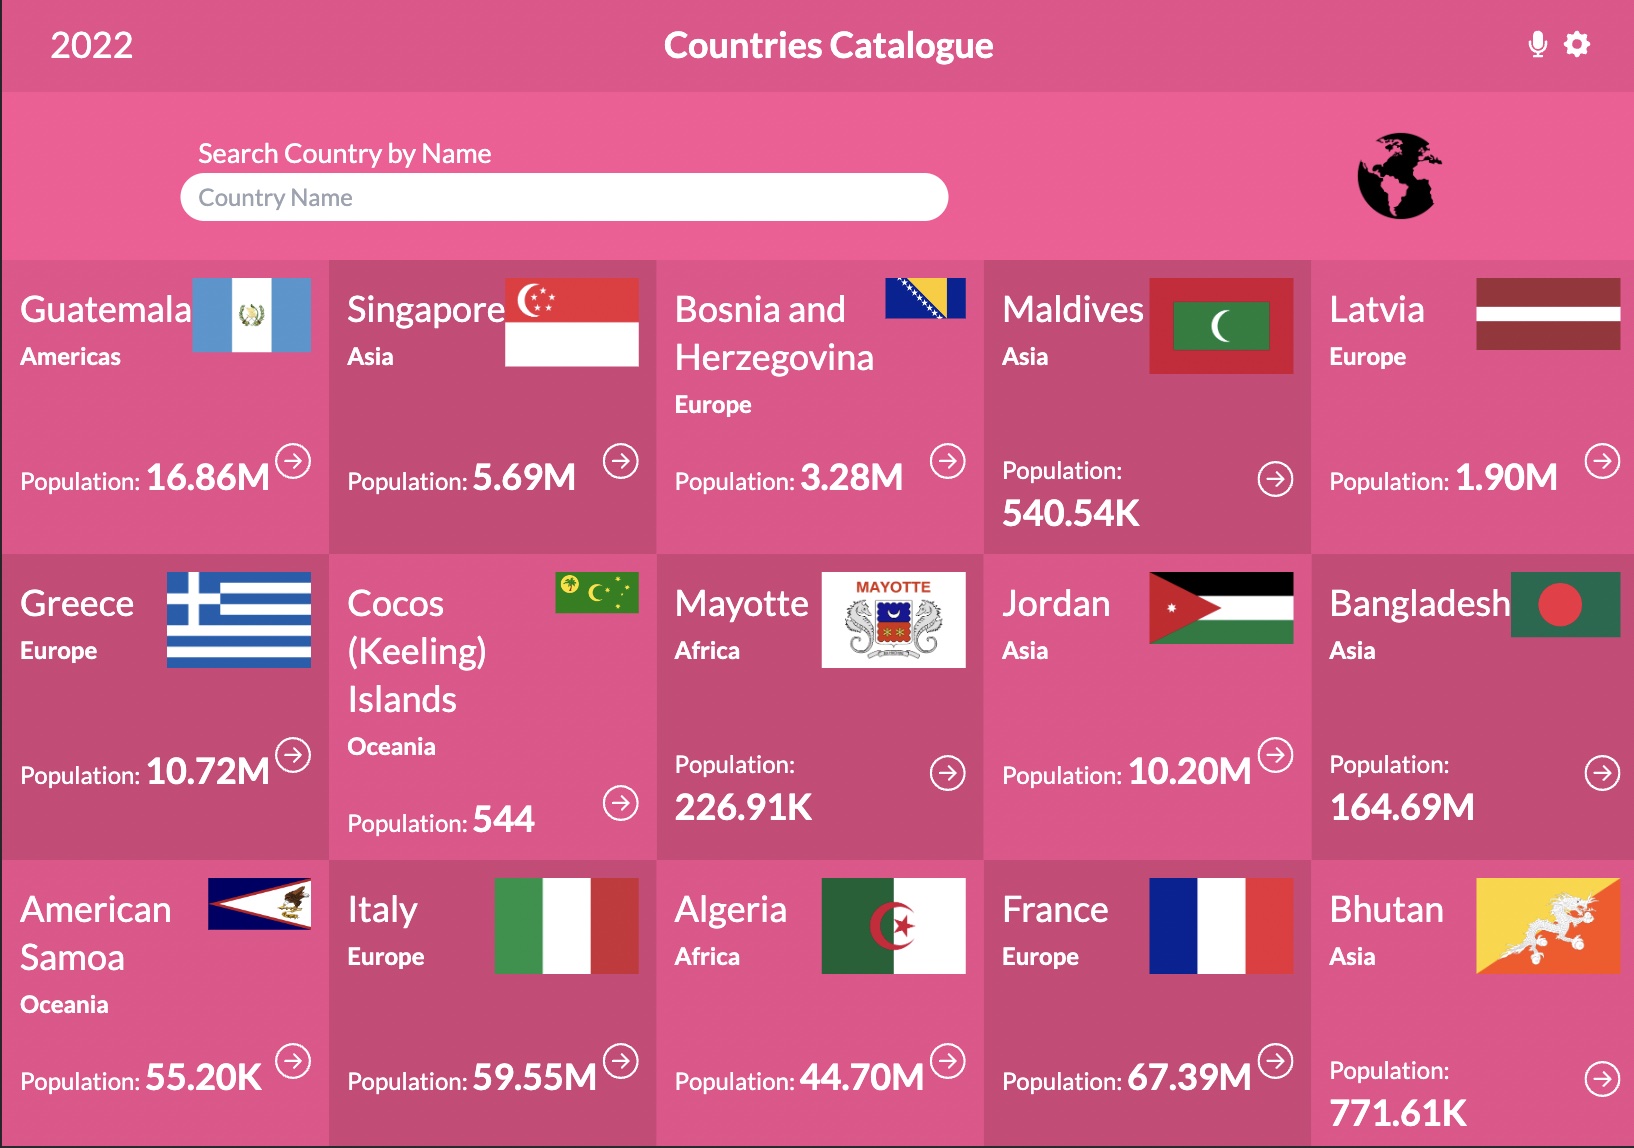 2022
Countries Catalogue
Search Country by Name
Country Name
Guatemala
Americas
Population: 16.86M
Singapore
Asia
Population: 5.69M
Bosnia and
Herzegovina
Europe
Population: 3.28M
Maldives
Asia
Population:
540.54K
Latvia
Europe
Population: 1.90M
Greece
Europe
Population: 10.72M
Cocos
(Keeling)
Islands
Oceania
Population: 544
Mayotte
Africa
MAYOTTE
Population:
226.91K
Jordan
Asia
Population: 10.20M
Bangladesh
Asia
Population:
164.69M
American
Samoa
Oceania
Population: 55.20K
Italy
Europe
Population: 59.55M
Algeria
Africa
Population: 44.70M
France
Europe
Population: 67.39M
Bhutan
Asia
Population:
771.61K